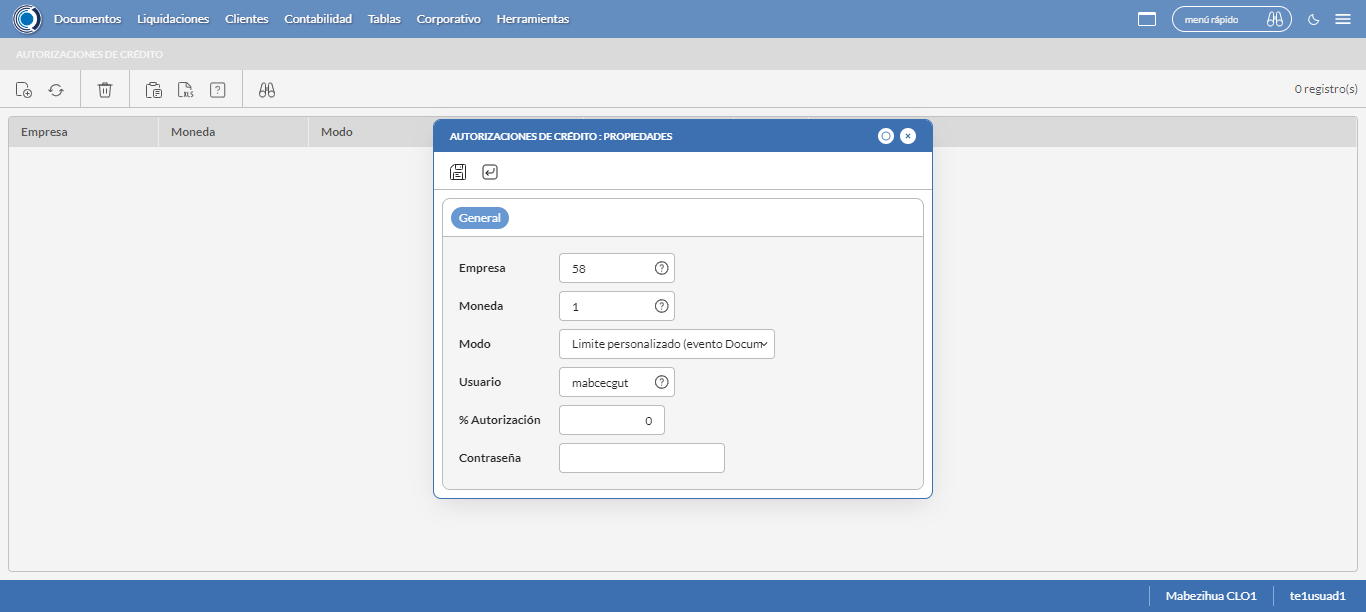 Documentos Liquidaciones Clientes Contabilidad Tablas Corporativo Herramientas menú rápido
AUTORIZACIONES DE CRÉDITO
XLS ? 0 registro(s)
Empresa Moneda Modo
AUTORIZACIONES DE CRÉDITO : PROPIEDADES
General
Empresa 58 ?
Moneda 1 ?
Modo Limite personalizado (evento Docum
Usuario mabcecgut ?
% Autorización 0
Contraseña
Mabezihua CLO1 te1usuad1